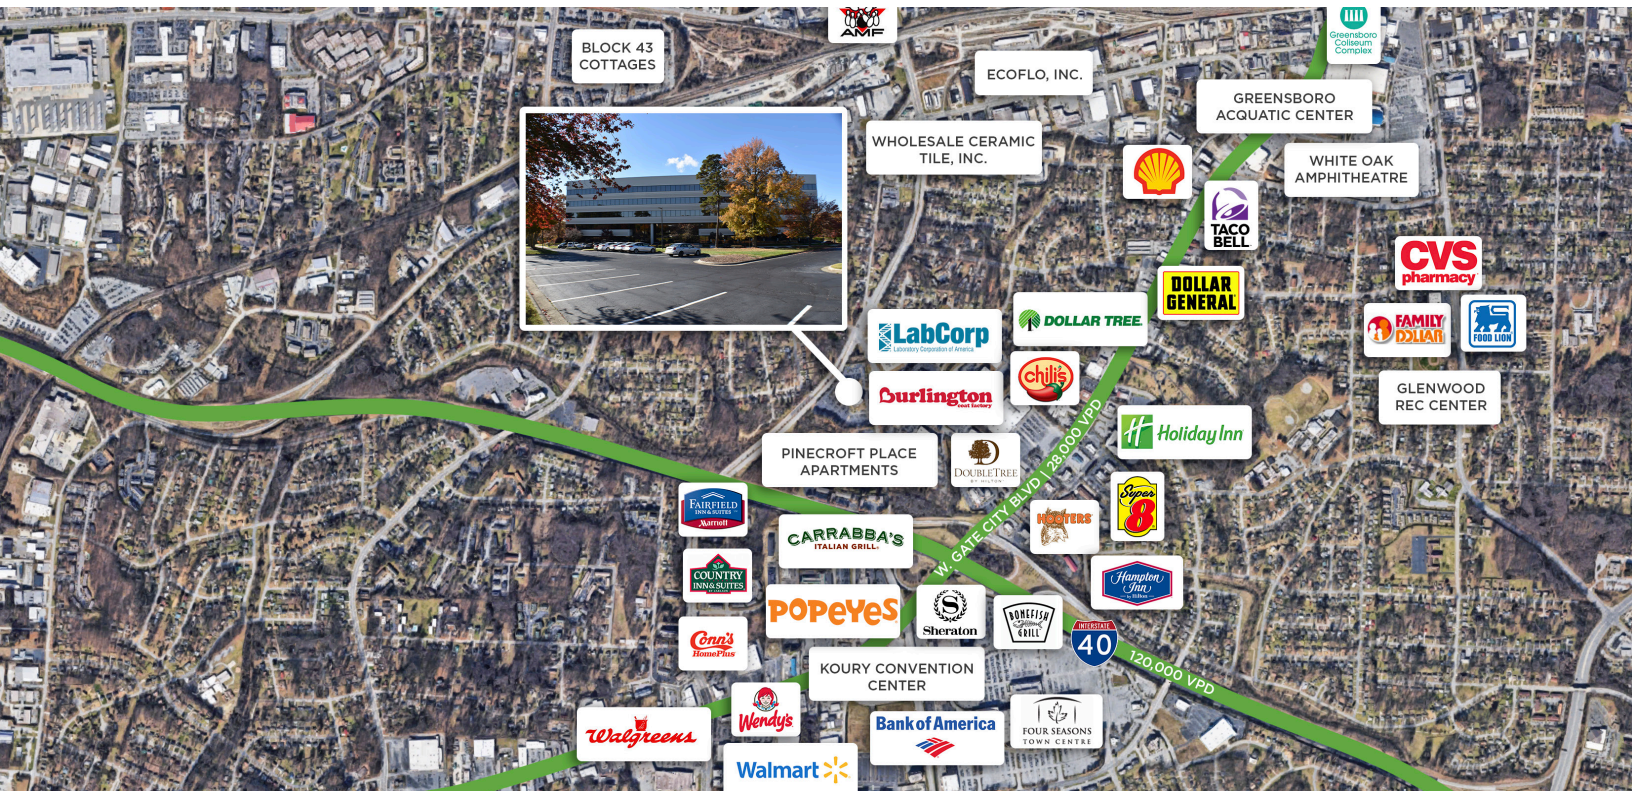 AMF
Greensboro
Coliseum
Complex
BLOCK 43
COTTAGES
ECOFLO, INC.
GREENSBORO
ACQUATIC CENTER
WHOLESALE CERAMIC
TILE, INC.
WHITE OAK
AMPHITHEATRE
TACO
BELL
CVS
pharmacy
DOLLAR
GENERAL
DOLLAR TREE
FAMILY
DOLLAR
FOOD LION
LabCorp
Laboratory Corporation of America
chili's
Burlington
coat factory
GLENWOOD
REC CENTER
Holiday Inn
PINECROFT PLACE
APARTMENTS
DOUBLETREE
BY HILTON
W. GATE CITY BLVD | 28,000 VPD
FAIRFIELD
INN & SUITES
Marriott
Super
8
HOOTERS
CARRABBA'S
ITALIAN GRILL
COUNTRY
INN & SUITES
Hampton
Inn
by Hilton
POPEYES
S
Sheraton
BONEFISH
GRILL
INTERSTATE
40
120,000 VPD
Conn's
HomePlus
KOURY CONVENTION
CENTER
Wendy's
Walgreens
Bank of America
FOUR SEASONS
TOWN CENTRE
Walmart